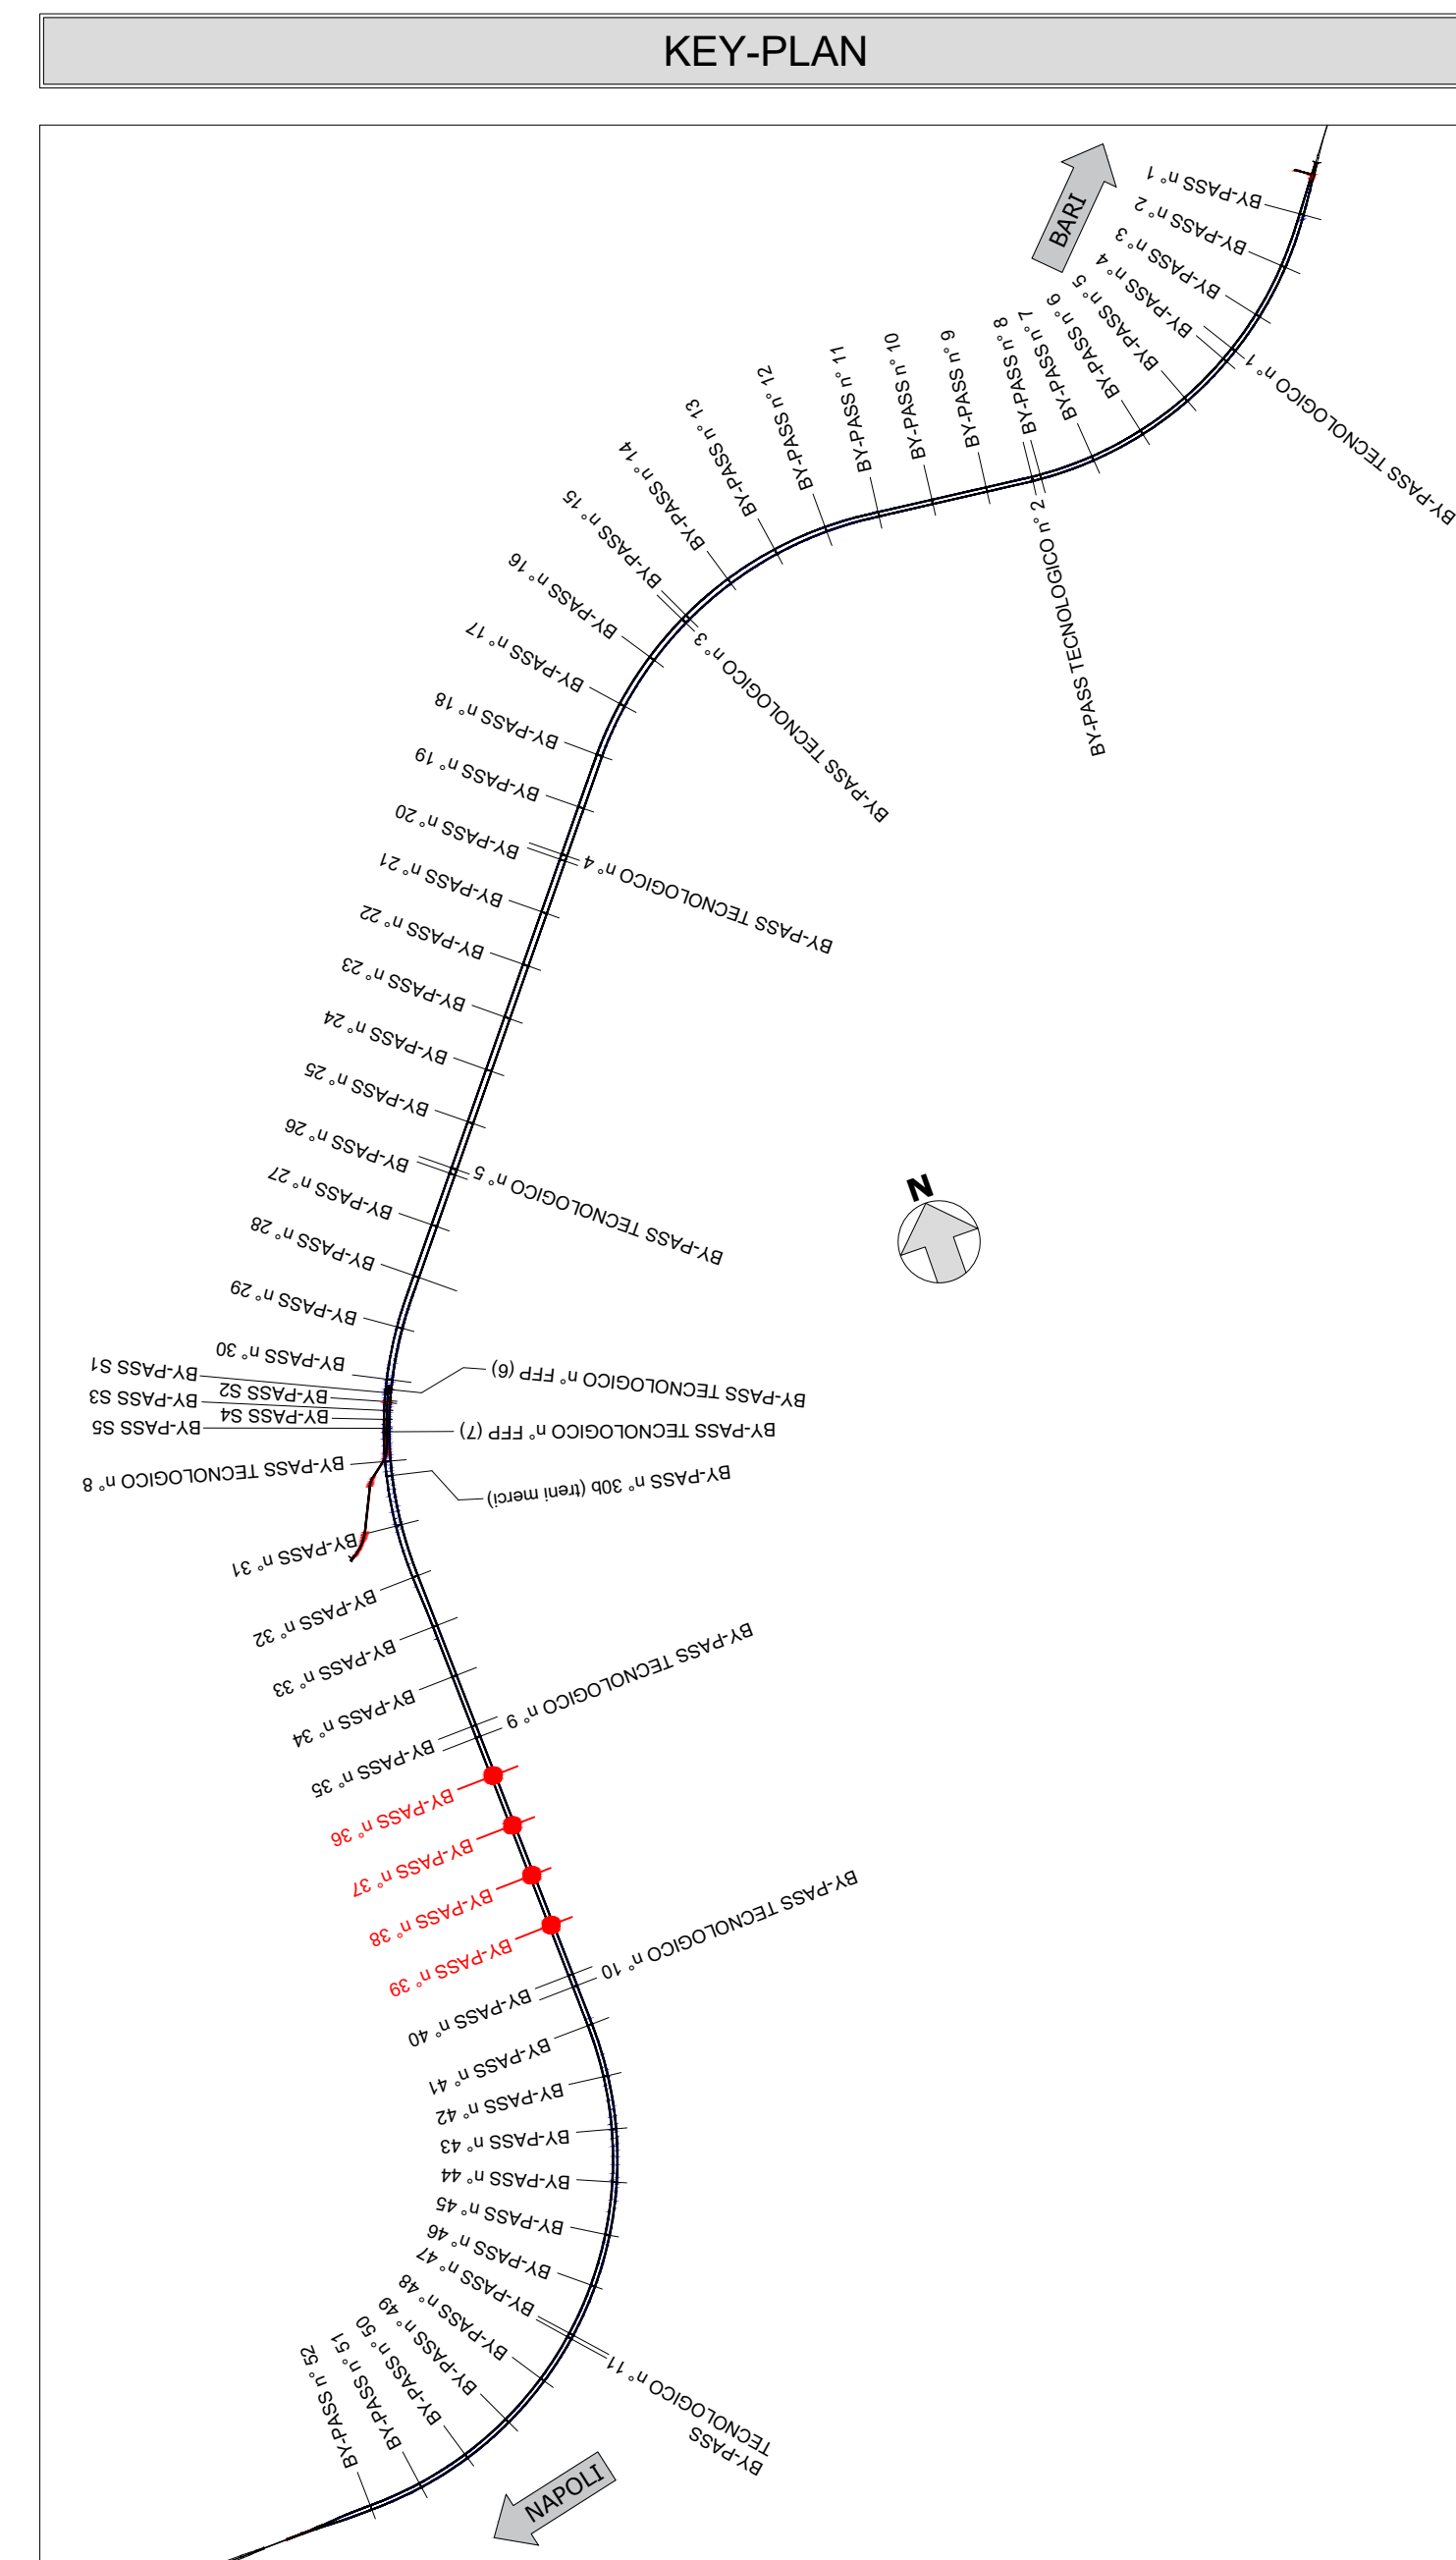 KEY-PLAN
BARI
BY-PASS n° 1
BY-PASS n° 2
BY-PASS n° 3
BY-PASS n° 4
BY-PASS TECNOLOGICO n° 1
BY-PASS n° 5
BY-PASS n° 6
BY-PASS n° 7
BY-PASS n° 8
BY-PASS TECNOLOGICO n° 2
BY-PASS n° 9
BY-PASS n° 10
BY-PASS n° 11
BY-PASS n° 12
BY-PASS n° 13
BY-PASS n° 14
BY-PASS n° 15
BY-PASS TECNOLOGICO n° 3
BY-PASS n° 16
BY-PASS n° 17
BY-PASS n° 18
BY-PASS n° 19
BY-PASS n° 20
BY-PASS TECNOLOGICO n° 4
BY-PASS n° 21
BY-PASS n° 22
BY-PASS n° 23
BY-PASS n° 24
BY-PASS n° 25
BY-PASS n° 26
BY-PASS TECNOLOGICO n° 5
N
BY-PASS n° 27
BY-PASS n° 28
BY-PASS n° 29
BY-PASS n° 30
BY-PASS S1
BY-PASS TECNOLOGICO n° FFP (6)
BY-PASS S2
BY-PASS S3
BY-PASS S4
BY-PASS S5
BY-PASS TECNOLOGICO n° FFP (7)
BY-PASS TECNOLOGICO n° 8
BY-PASS n° 30b (treni merci)
BY-PASS n° 31
BY-PASS n° 32
BY-PASS n° 33
BY-PASS n° 34
BY-PASS n° 35
BY-PASS TECNOLOGICO n° 9
BY-PASS n° 36
BY-PASS n° 37
BY-PASS n° 38
BY-PASS n° 39
BY-PASS n° 40
BY-PASS TECNOLOGICO n° 10
BY-PASS n° 41
BY-PASS n° 42
BY-PASS n° 43
BY-PASS n° 44
BY-PASS n° 45
BY-PASS n° 46
BY-PASS n° 47
BY-PASS
TECNOLOGICO n° 11
BY-PASS n° 48
BY-PASS n° 49
BY-PASS n° 50
BY-PASS n° 51
BY-PASS n° 52
NAPOLI